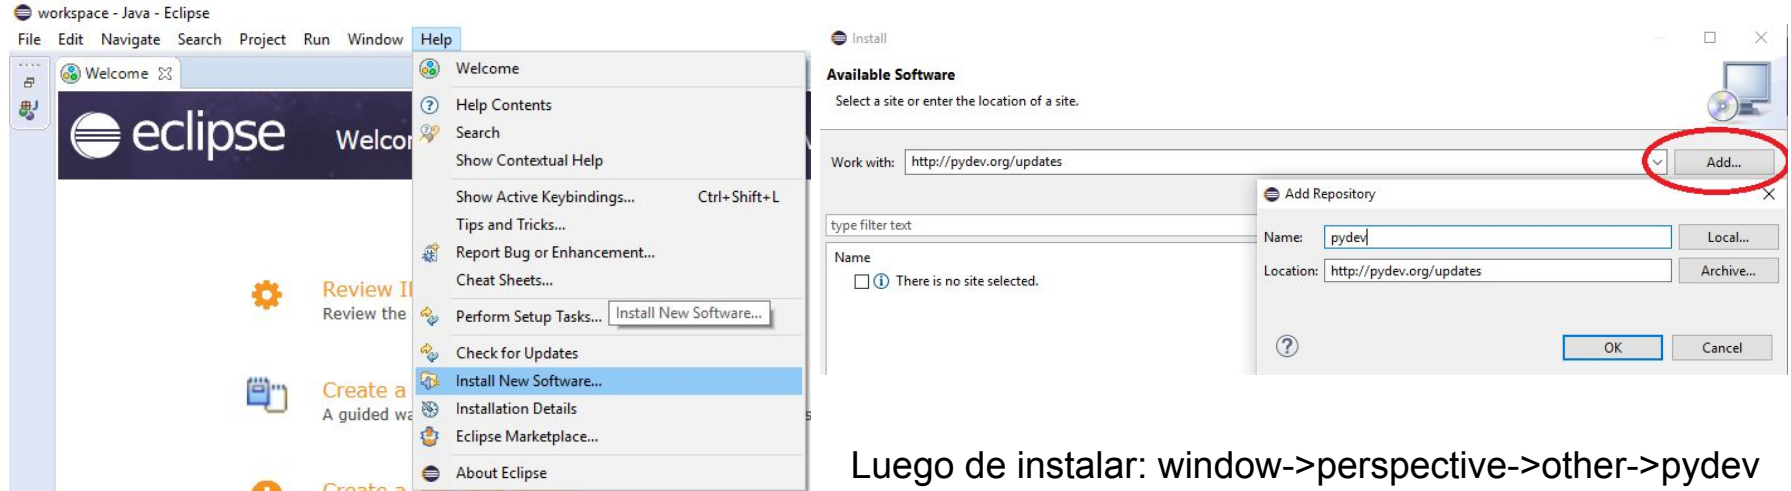 workspace - Java - Eclipse
File Edit Navigate Search Project Run Window Help
Welcome
eclipse Welcom
Review
Review the
Create a
A guided
Create a
Welcome
Help Contents
Search
Show Contextual Help
Show Active Keybindings... Ctrl+Shift+L
Tips and Tricks...
Report Bug or Enhancement...
Cheat Sheets...
Perform Setup Tasks... Install New Software...
Check for Updates
Install New Software...
Installation Details
Eclipse Marketplace...
About Eclipse
Install
Available Software
Select a site or enter the location of a site.
Work with: http://pydev.org/updates Add...
type filter text
Name
There is no site selected.
Add Repository
Name: pydev Local...
Location: http://pydev.org/updates Archive...
OK Cancel
Luego de instalar: window->perspective->other->pydev